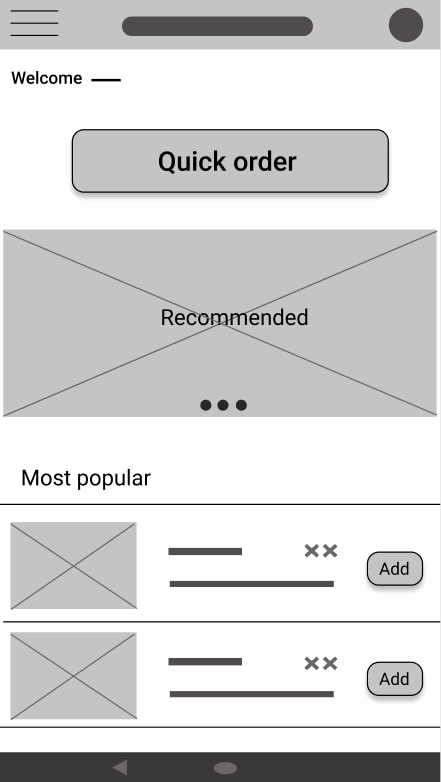 Welcome
Quick order
Recommended
Most popular
Add
Add